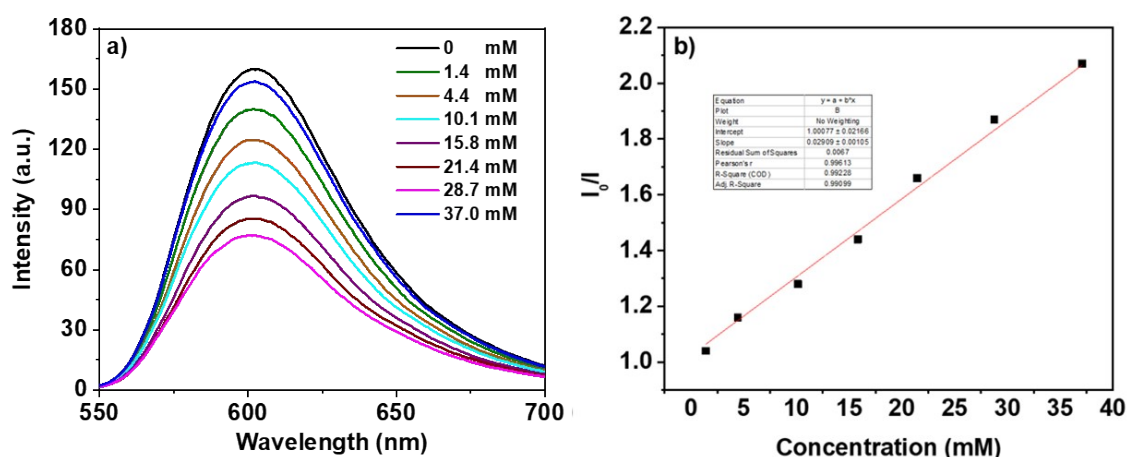 a)
180
150
120
90
60
30
0
Intensity (a.u.)
0 mM
1.4 mM
4.4 mM
10.1 mM
15.8 mM
21.4 mM
28.7 mM
37.0 mM
550 600 650 700
Wavelength (nm)
b)
2.2
2.0
1.8
1.6
1.4
1.2
1.0
I0/I
Equation y = a + b*x
Plot B
Weight No Weighting
Intercept 1.00077 ± 0.02166
Slope 0.02909 ± 0.00105
Residual Sum of Squares 0.0067
Pearson's r 0.99613
R-Square (COD) 0.99228
Adj. R-Square 0.99099
0 5 10 15 20 25 30 37 40
Concentration (mM)